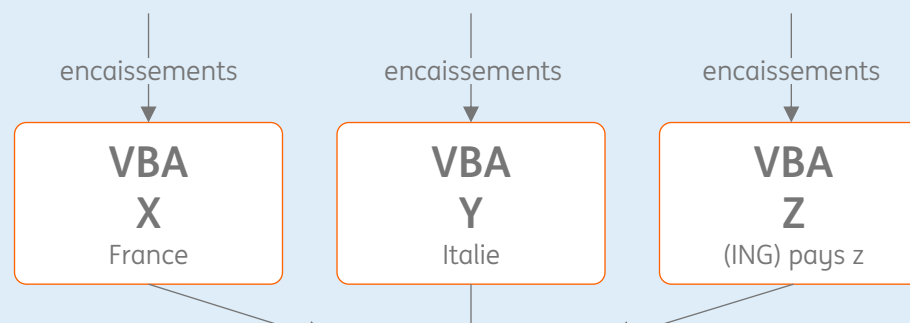 encaissements encaissements encaissements
VBA VBA VBA
X Y Z
France Italie (ING) pays z